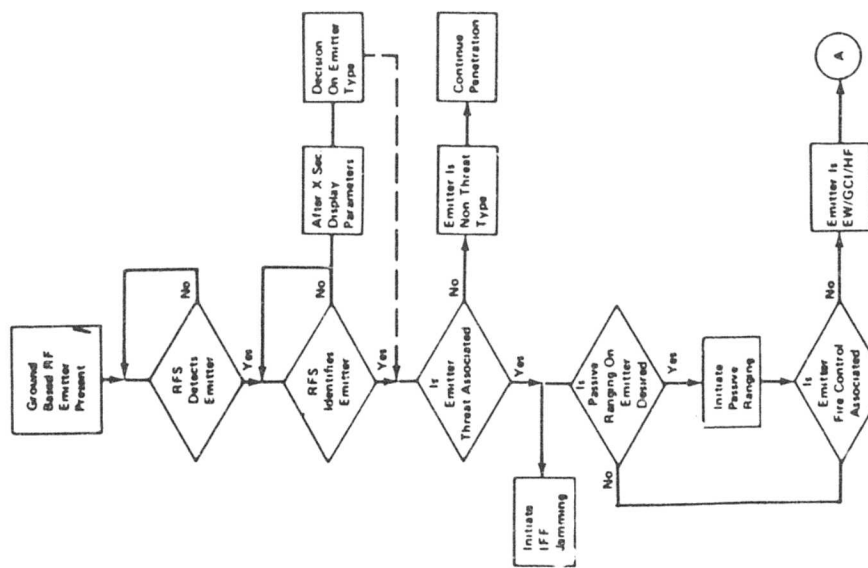 Ground
Based RF
Emitter
Present
RFS
Detects
Emitter
No
Yes
RFS
Identifies
Emitter
No
After X Sec.
Display
Parameters
Decision
On Emitter
Type
Yes
Is
Emitter
Threat Associated
No
Emitter Is
Non Threat
Type
Continue
Penetration
Yes
Initiate
IFF
Jamming
Is
Passive
Ranging On
Emitter
Desired
No
Yes
Initiate
Passive
Ranging
Is
Emitter
Fire Control
Associated
No
Emitter Is
EW/GCI/HF
A